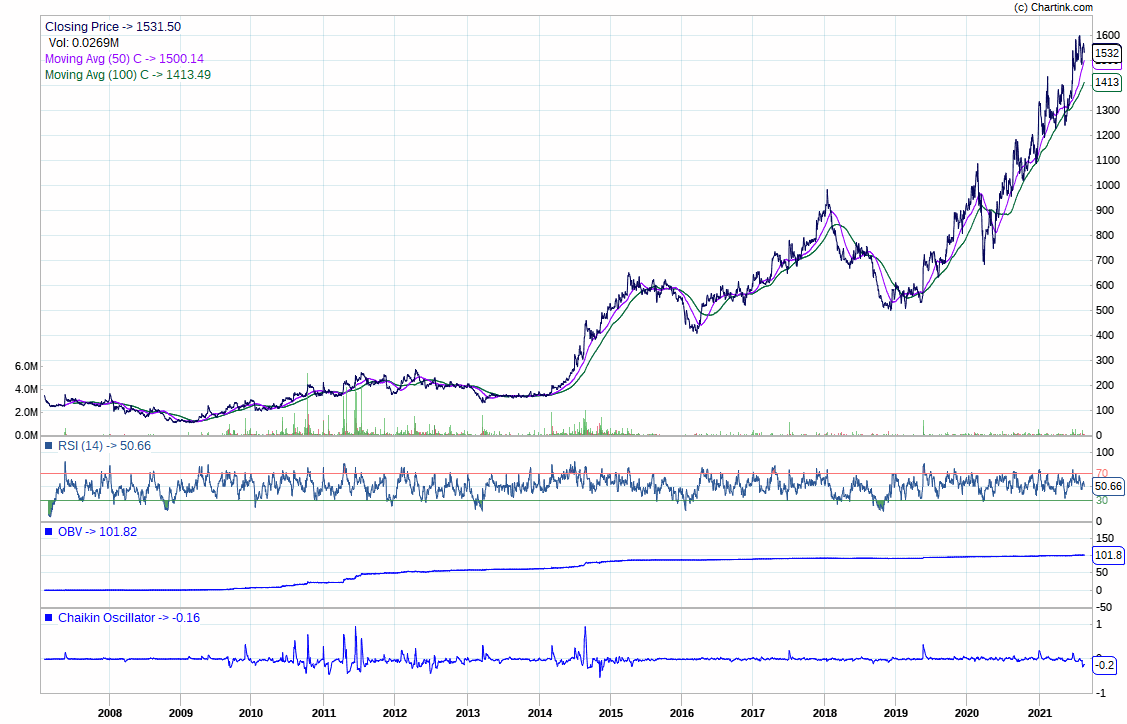 (c) Chartink.com
Closing Price -> 1531.50
Vol: 0.0269M
Moving Avg (50) C -> 1500.14
Moving Avg (100) C -> 1413.49
1600
1532
1413
1300
1200
1100
1000
900
800
700
600
500
400
300
200
100
0
6.0M
4.0M
2.0M
0.0M
RSI (14) -> 50.66
100
70
50.66
30
0
OBV -> 101.82
150
101.8
50
0
-50
Chaikin Oscillator -> -0.16
1
-0.2
-1
2008 2009 2010 2011 2012 2013 2014 2015 2016 2017 2018 2019 2020 2021